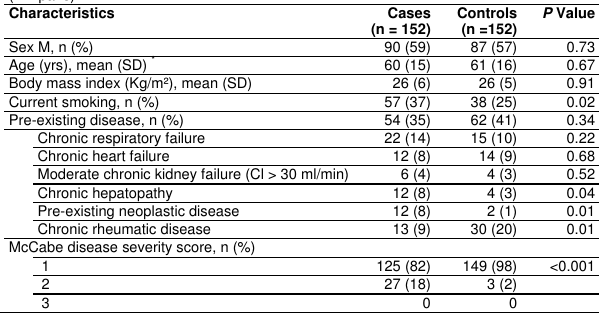 Characteristics Cases Controls P Value
(n = 152) (n =152)
Sex M, n (%) 90 (59) 87 (57) 0.73
Age (yrs), mean (SD) 60 (15) 61 (16) 0.67
Body mass index (Kg/m²), mean (SD) 26 (6) 26 (5) 0.91
Current smoking, n (%) 57 (37) 38 (25) 0.02
Pre-existing disease, n (%) 54 (35) 62 (41) 0.34
Chronic respiratory failure 22 (14) 15 (10) 0.22
Chronic heart failure 12 (8) 14 (9) 0.68
Moderate chronic kidney failure (Cl > 30 ml/min) 6 (4) 4 (3) 0.52
Chronic hepatopathy 12 (8) 4 (3) 0.04
Pre-existing neoplastic disease 12 (8) 2 (1) 0.01
Chronic rheumatic disease 13 (9) 30 (20) 0.01
McCabe disease severity score, n (%)
1 125 (82) 149 (98) <0.001
2 27 (18) 3 (2)
3 0 0